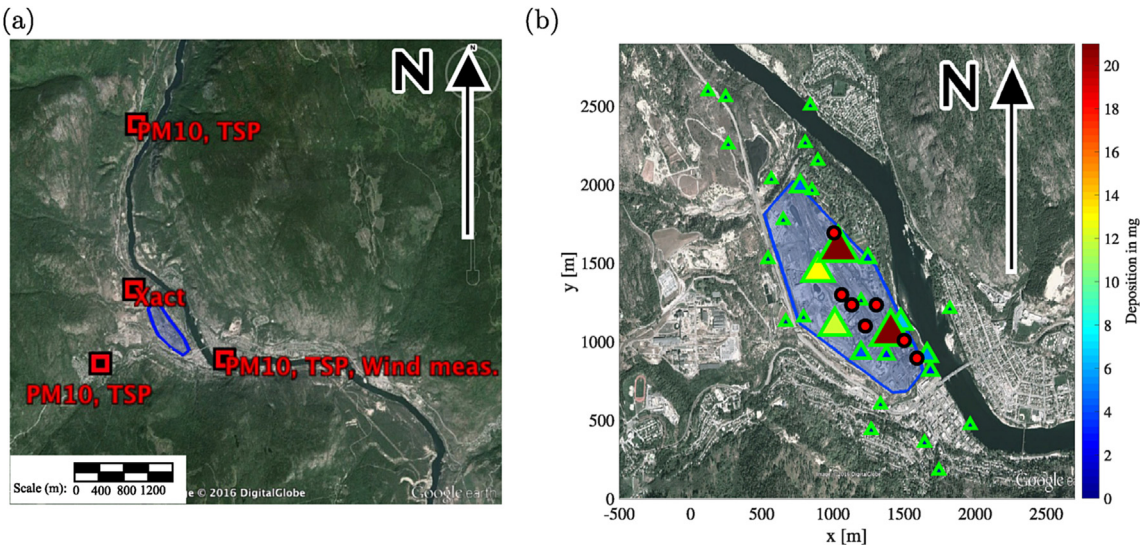 (a)
N
N
PM10, TSP
Xact
PM10, TSP, Wind meas.
PM10, TSP
Scale (m):
0 400 800 1200
© 2016 DigitalGlobe
Google earth
(b)
N
2500
2000
1500
1000
500
0
y [m]
-500 0 500 1000 1500 2000 2500
x [m]
20
18
16
14
12
10
8
6
4
2
0
Deposition in mg